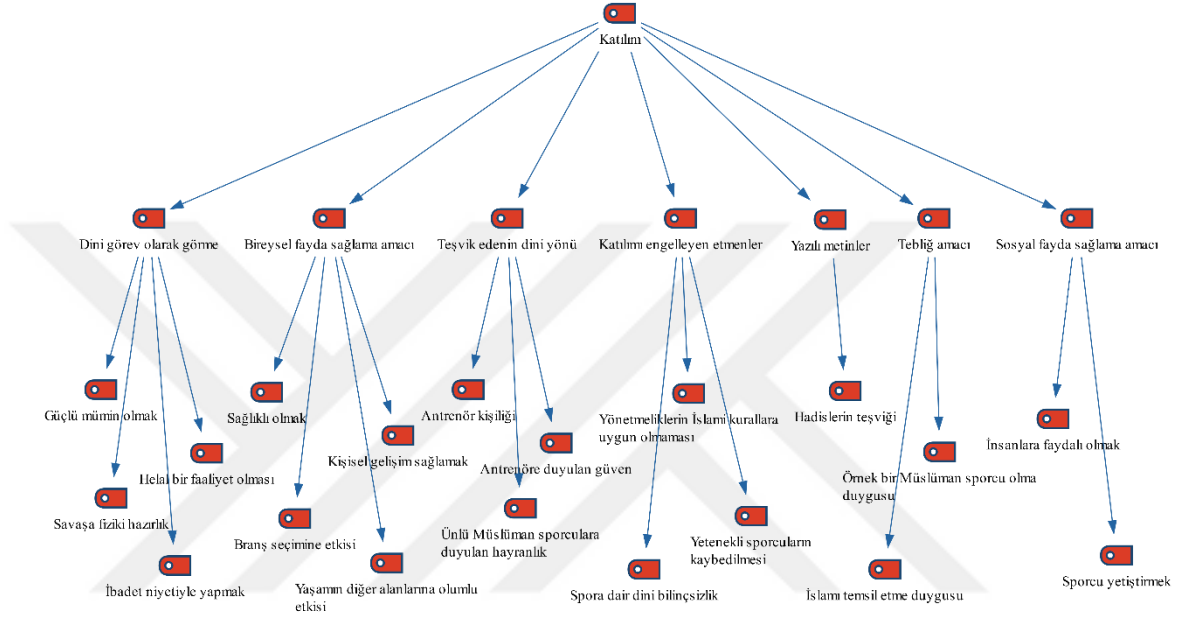 Katılım
Dini görev olarak görme
Bireysel fayda sağlama amacı
Teşvik edenin dini yönü
Katılımı engelleyen etmenler
Yazılı metinler
Tebliğ amacı
Sosyal fayda sağlama amacı
Güçlü mümin olmak
Helal bir faaliyet olması
Savaşa fiziki hazırlık
İbadet niyetiyle yapmak
Sağlıklı olmak
Kişisel gelişim sağlamak
Branş seçimine etkisi
Yaşamın diğer alanlarına olumlu
etkisi
Antrenör kişiliği
Antrenöre duyulan güven
Ünlü Müslüman sporculara
duyulan hayranlık
Yönetmeliklerin İslami kurallara
uygun olmaması
Yetenekli sporcuların
kaybedilmesi
Spora dair dini bilinçsizlik
Hadislerin teşviği
Örnek bir Müslüman sporcu olma
duygusu
İslamı temsil etme duygusu
İnsanlara faydalı olmak
Sporcu yetiştirmek